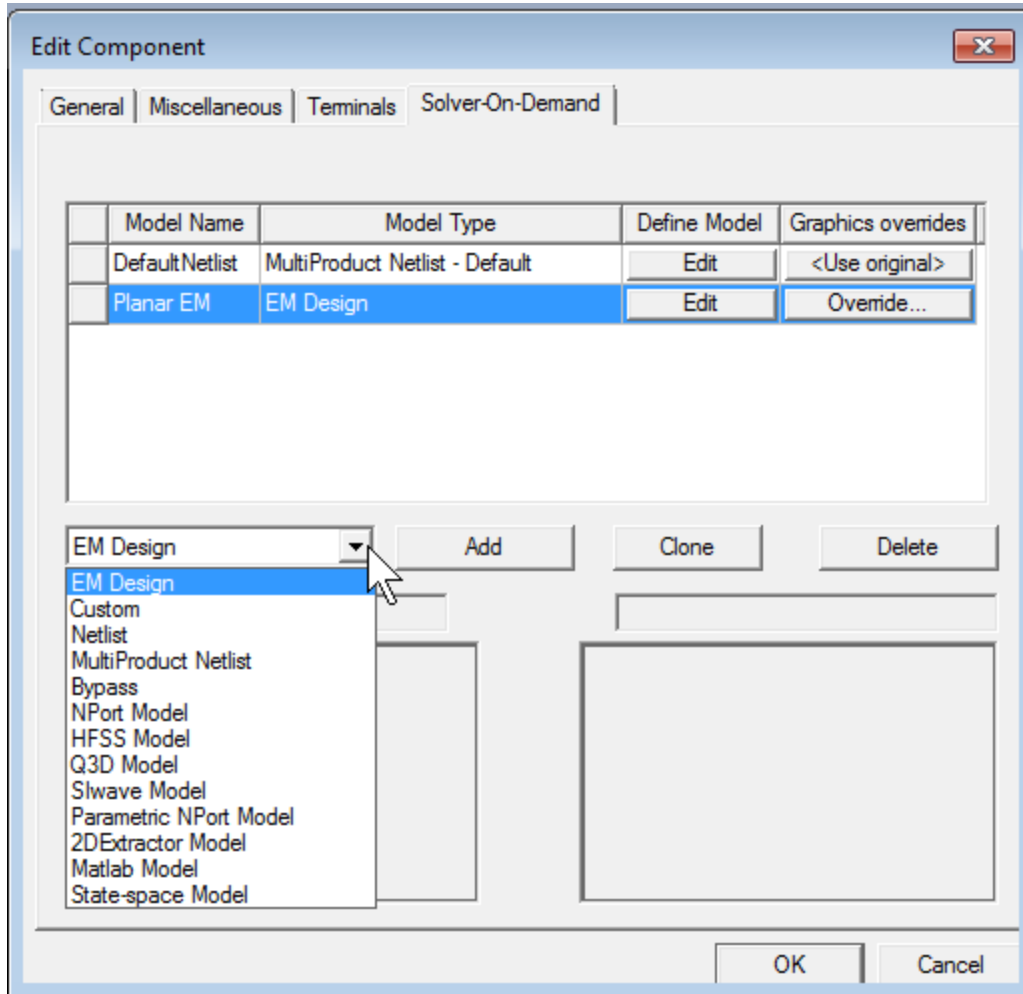 Edit Component
General Miscellaneous Terminals Solver-On-Demand
Model Name Model Type Define Model Graphics overrides
DefaultNetlist MultiProduct Netlist - Default Edit <Use original>
Planar EM EM Design Edit Override...
EM Design Add Clone Delete
EM Design
Custom
Netlist
MultiProduct Netlist
Bypass
NPort Model
HFSS Model
Q3D Model
SIwave Model
Parametric NPort Model
2DExtractor Model
Matlab Model
State-space Model
OK Cancel